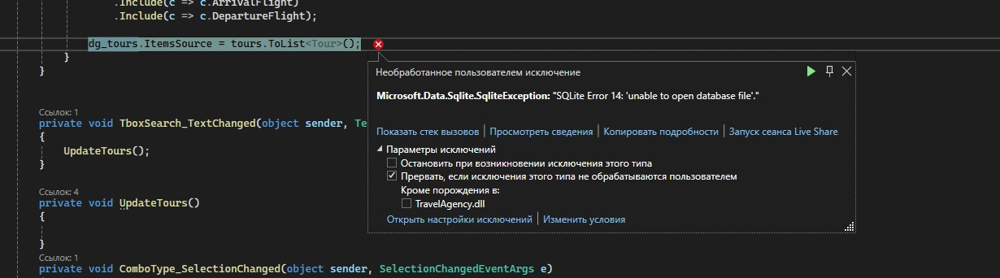 .Include(c => c.ArrivalFlight)
.Include(c => c.DepartureFlight);
dg_tours.ItemsSource = tours.ToList<Tour>();
}
}
Необработанное пользователем исключение
Microsoft.Data.Sqlite.SqliteException: "SQLite Error 14: 'unable to open database file'."
Показать стек вызовов | Просмотреть сведения | Копировать подробности | Запуск сеанса Live Share
Параметры исключений
Остановить при возникновении исключения этого типа
Прервать, если исключения этого типа не обрабатываются пользователем
Кроме порождения в:
TravelAgency.dll
Открыть настройки исключений | Изменить условия
Ссылок: 1
private void TboxSearch_TextChanged(object sender, Te
{
UpdateTours();
}
Ссылок: 4
private void UpdateTours()
{
}
Ссылок: 1
private void ComboType_SelectionChanged(object sender, SelectionChangedEventArgs e)